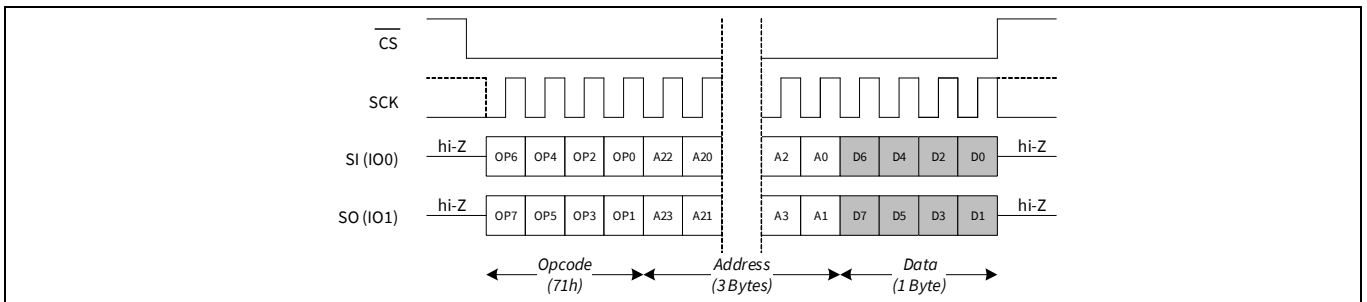 CS
SCK
SI (IO0) hi-Z OP6 OP4 OP2 OP0 A22 A20 A2 A0 D6 D4 D2 D0 hi-Z
SO (IO1) hi-Z OP7 OP5 OP3 OP1 A23 A21 A3 A1 D7 D5 D3 D1 hi-Z
Opcode Address Data
(71h) (3 Bytes) (1 Byte)